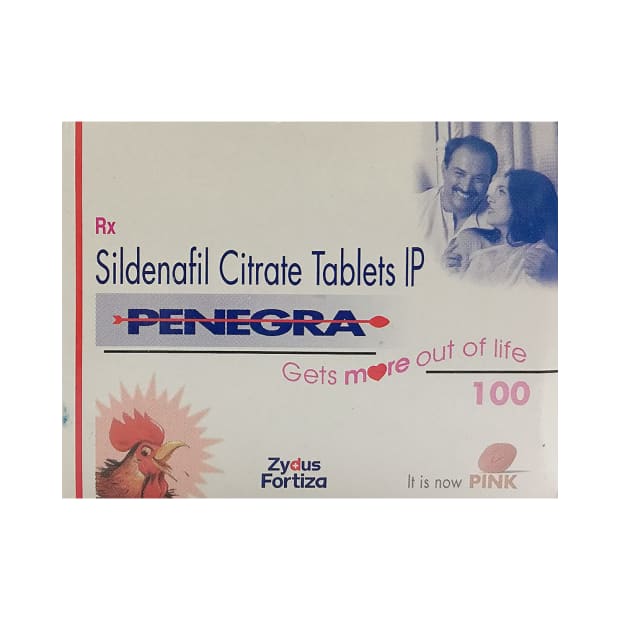 Rx
Sildenafil Citrate Tablets IP
PENEGRA
Gets more out of life
100
Zydus
Fortiza
It is now PINK